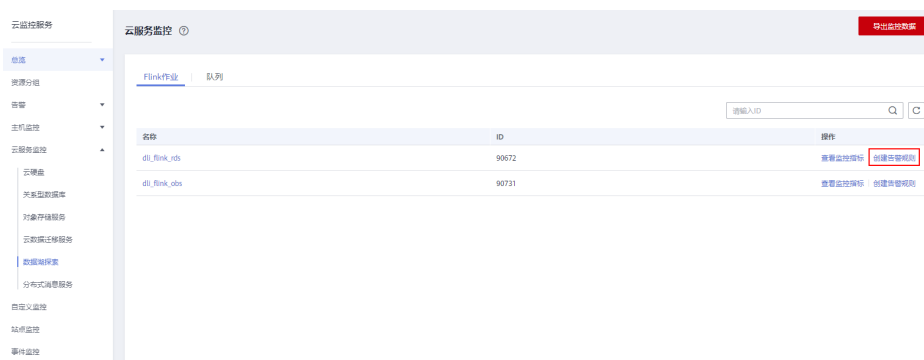 云监控服务
云服务监控
导出监控数据
总览
资源分组
告警
主机监控
云服务监控
云硬盘
关系型数据库
对象存储服务
云数据迁移服务
数据湖探索
分布式消息服务
自定义监控
站点监控
事件监控
Flink作业
队列
请输入ID
名称 ID 操作
dli_flink_rds 90672 查看监控指标 创建告警规则
dli_flink_obs 90731 查看监控指标 创建告警规则